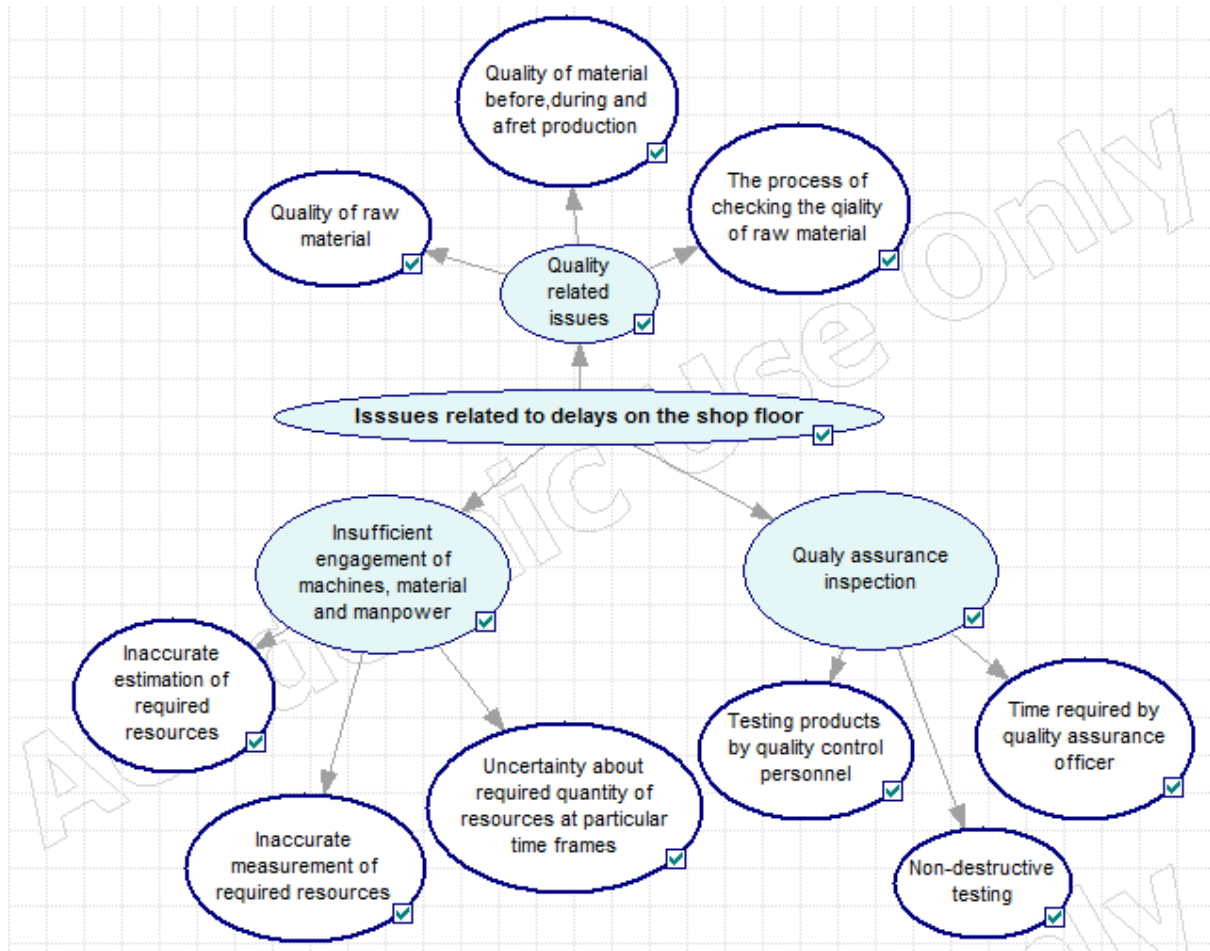 Quality of material
before,during and
afret production
The process of
checking the qiality
of raw material
Quality of raw
material
Quality
related
issues
Isssues related to delays on the shop floor
Insufficient
engagement of
machines, material
and manpower
Qualy assurance
inspection
Inaccurate
estimation of
required
resources
Testing products
by quality control
personnel
Time required by
quality assurance
officer
Uncertainty about
required quantity of
resources at particular
time frames
Inaccurate
measurement of
required resources
Non-destructive
testing
Academic Use Only